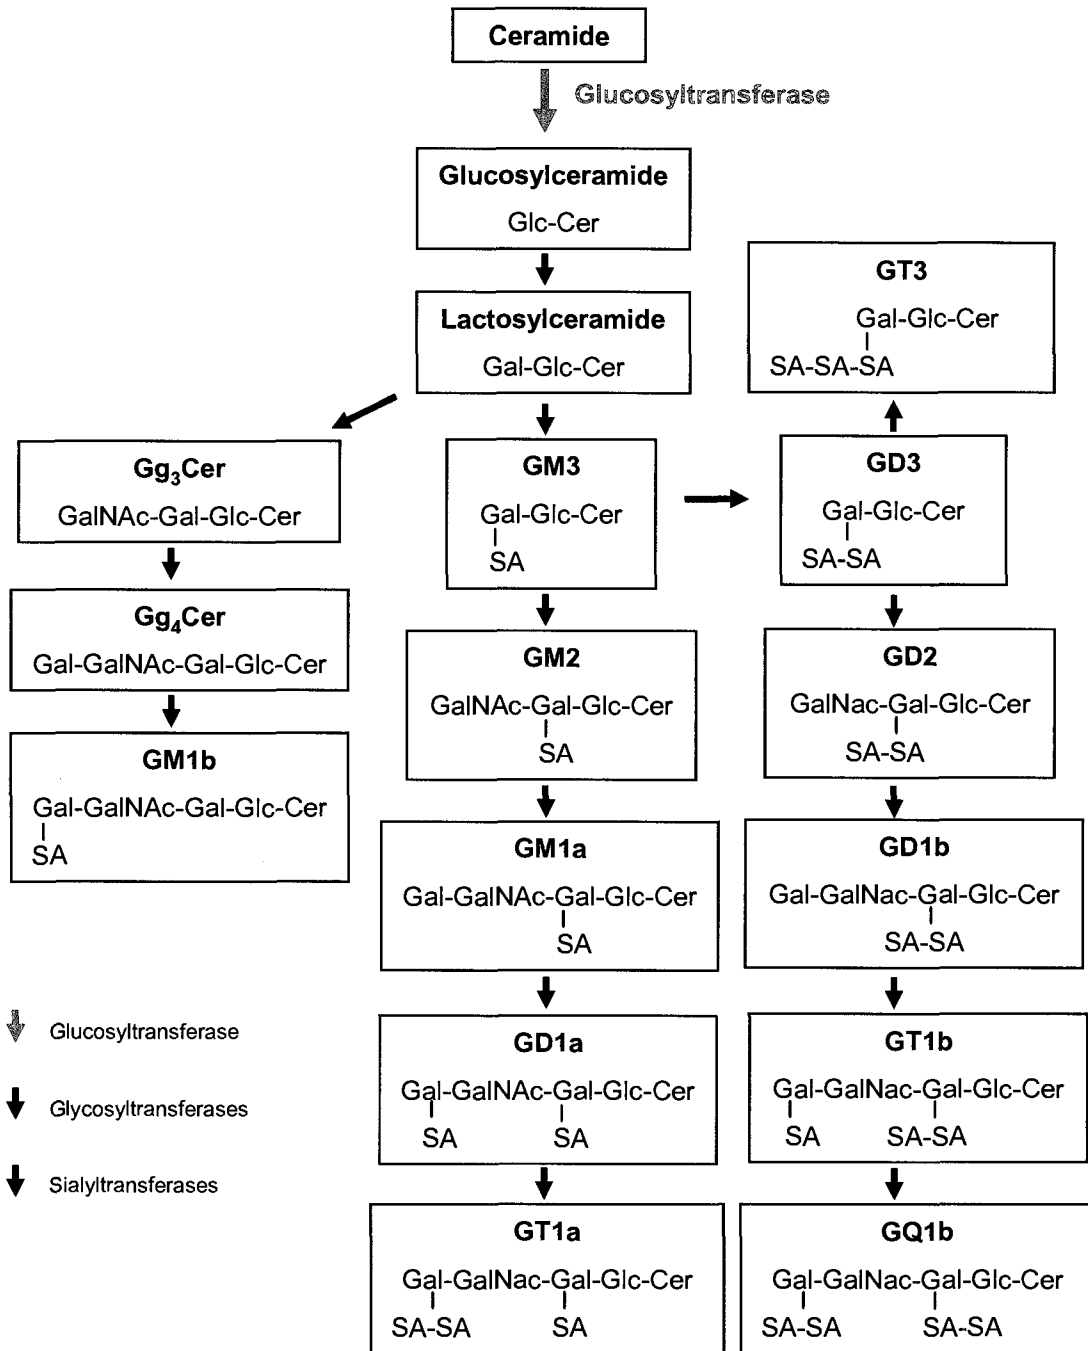 Ceramide
Glucosyltransferase
Glucosylceramide
Glc-Cer
Lactosylceramide
Gal-Glc-Cer
GT3
Gal-Glc-Cer
SA-SA-SA
Gg3Cer
GalNAc-Gal-Glc-Cer
GM3
Gal-Glc-Cer
SA
GD3
Gal-Glc-Cer
SA-SA
Gg4Cer
Gal-GalNAc-Gal-Glc-Cer
GM2
GalNAc-Gal-Glc-Cer
SA
GD2
GalNac-Gal-Glc-Cer
SA-SA
GM1b
Gal-GalNAc-Gal-Glc-Cer
SA
GM1a
Gal-GalNAc-Gal-Glc-Cer
SA
GD1b
Gal-GalNac-Gal-Glc-Cer
SA-SA
GD1a
Gal-GalNAc-Gal-Glc-Cer
SA SA
GT1b
Gal-GalNac-Gal-Glc-Cer
SA SA-SA
GT1a
Gal-GalNac-Gal-Glc-Cer
SA-SA SA
GQ1b
Gal-GalNac-Gal-Glc-Cer
SA-SA SA-SA
Glucosyltransferase
Glycosyltransferases
Sialyltransferases